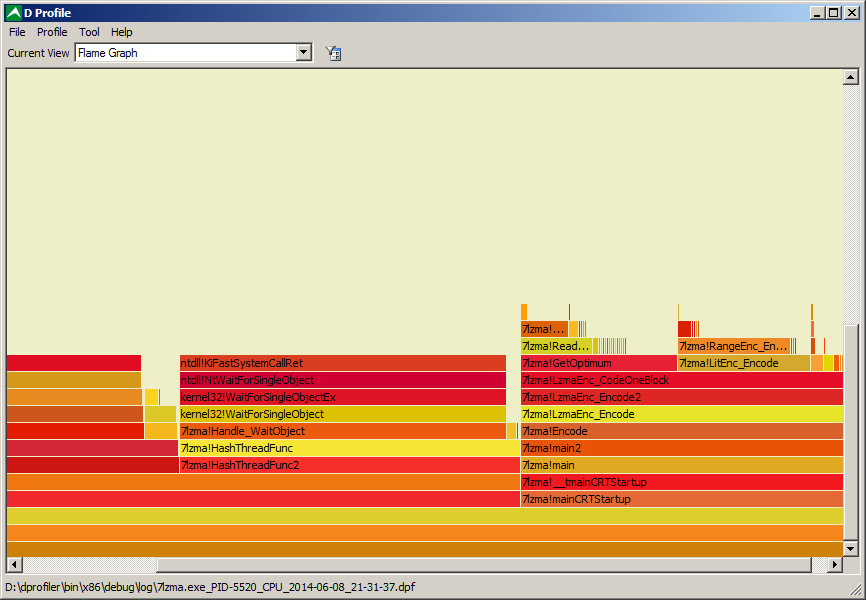 D Profile
File Profile Tool Help
Current View Flame Graph
7lzma!...
7lzma!Read... 7lzma!RangeEnc_En...
ntdll!KiFastSystemCallRet 7lzma!GetOptimum 7lzma!LitEnc_Encode
ntdll!NtWaitForSingleObject 7lzma!LzmaEnc_CodeOneBlock
kernel32!WaitForSingleObjectEx 7lzma!LzmaEnc_Encode2
kernel32!WaitForSingleObject 7lzma!LzmaEnc_Encode
7lzma!Handle_WaitObject 7lzma!Encode
7lzma!HashThreadFunc 7lzma!main2
7lzma!HashThreadFunc2 7lzma!main
7lzma!__tmainCRTStartup
7lzma!mainCRTStartup
D:\dprofiler\bin\x86\debug\log\7lzma.exe_PID-5520_CPU_2014-06-08_21-31-37.dpf